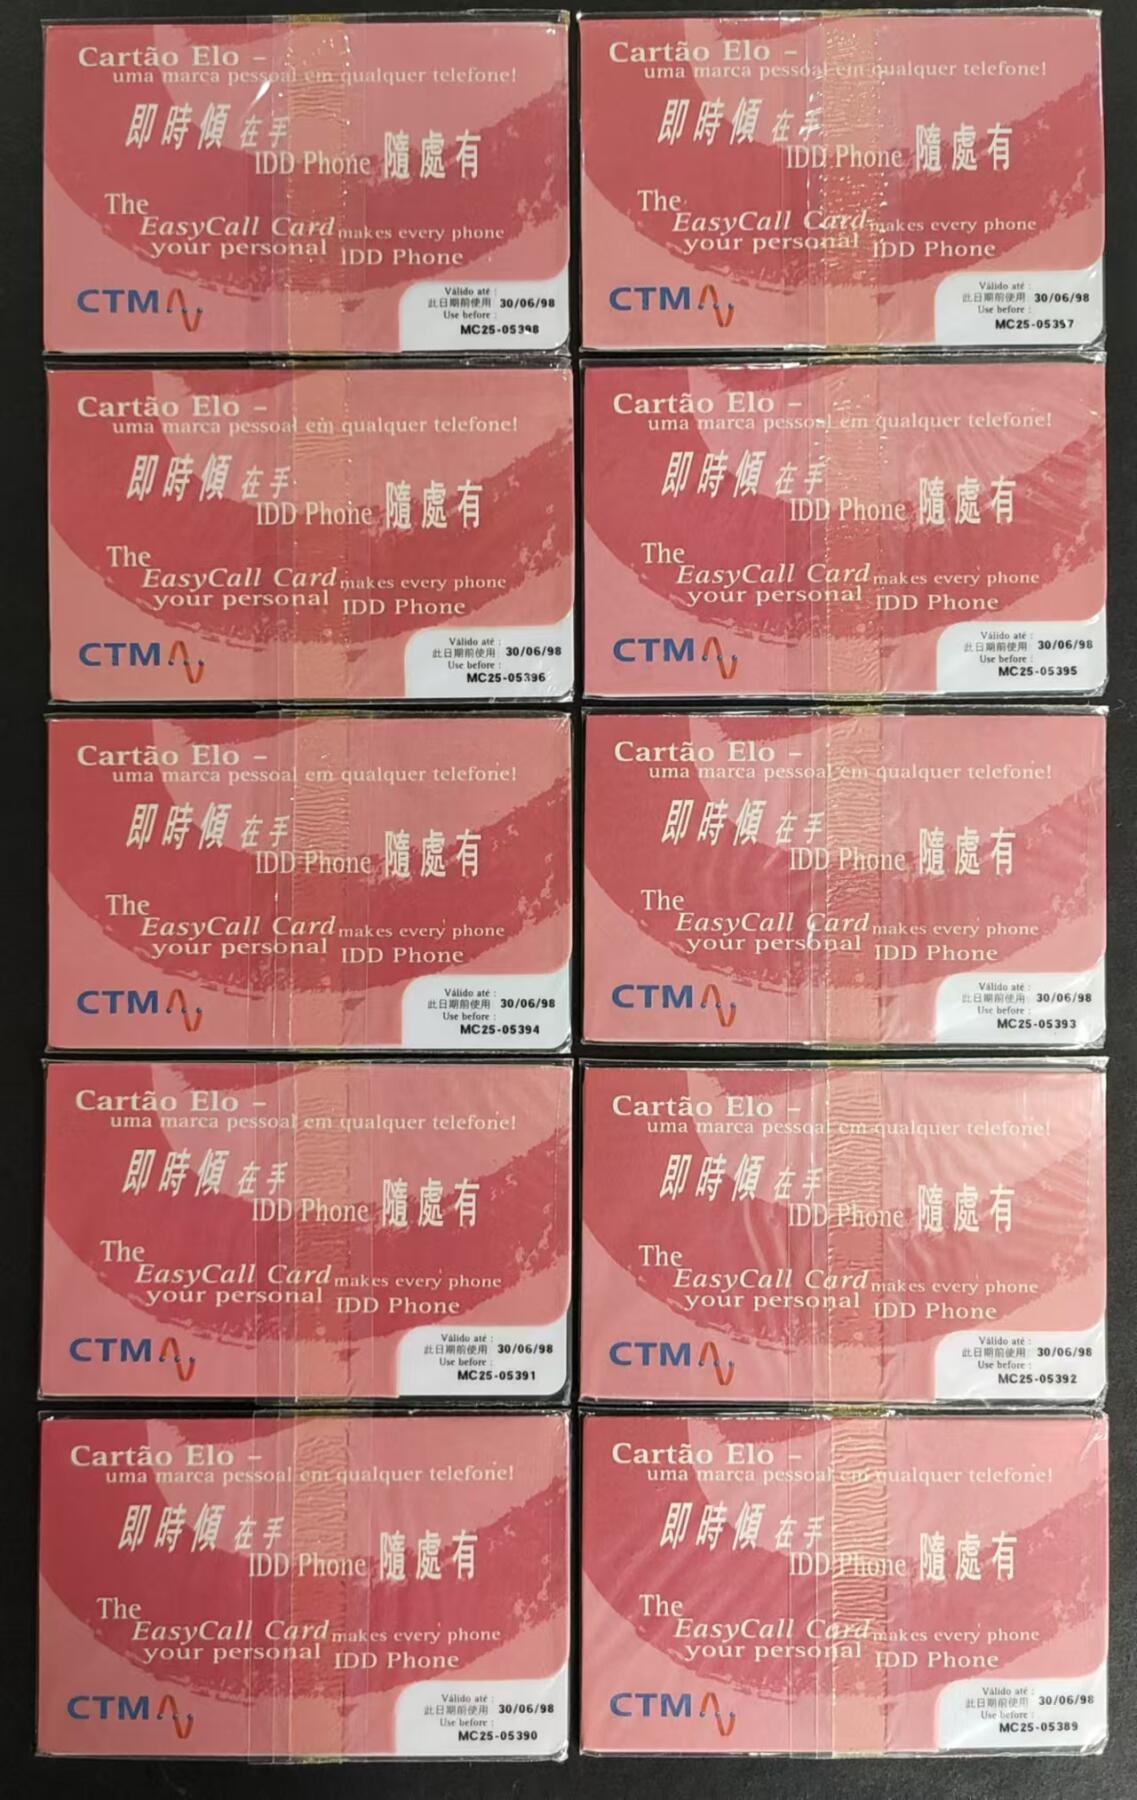 Cartão Elo -
uma marca pessoal em qualquer telefone!
即時傾在手
IDD Phone 隨處有
The
EasyCall Card makes every phone
your personal IDD Phone
CTM
Válido até :
此日期前使用 30/06/98
Use before :
MC25-05398
Cartão Elo -
uma marca pessoal em qualquer telefone!
即時傾在手
IDD Phone 隨處有
The
EasyCall Card makes every phone
your personal IDD Phone
CTM
Válido até :
此日期前使用 30/06/98
Use before :
MC25-05397
Cartão Elo -
uma marca pessoal em qualquer telefone!
即時傾在手
IDD Phone 隨處有
The
EasyCall Card makes every phone
your personal IDD Phone
CTM
Válido até :
此日期前使用 30/06/98
Use before :
MC25-05396
Cartão Elo -
uma marca pessoal em qualquer telefone!
即時傾在手
IDD Phone 隨處有
The
EasyCall Card makes every phone
your personal IDD Phone
CTM
Válido até :
此日期前使用 30/06/98
Use before :
MC25-05395
Cartão Elo -
uma marca pessoal em qualquer telefone!
即時傾在手
IDD Phone 隨處有
The
EasyCall Card makes every phone
your personal IDD Phone
CTM
Válido até :
此日期前使用 30/06/98
Use before :
MC25-05394
Cartão Elo -
uma marca pessoal em qualquer telefone!
即時傾在手
IDD Phone 隨處有
The
EasyCall Card makes every phone
your personal IDD Phone
CTM
Válido até :
此日期前使用 30/06/98
Use before :
MC25-05393
Cartão Elo -
uma marca pessoal em qualquer telefone!
即時傾在手
IDD Phone 隨處有
The
EasyCall Card makes every phone
your personal IDD Phone
CTM
Válido até :
此日期前使用 30/06/98
Use before :
MC25-05391
Cartão Elo -
uma marca pessoal em qualquer telefone!
即時傾在手
IDD Phone 隨處有
The
EasyCall Card makes every phone
your personal IDD Phone
CTM
Válido até :
此日期前使用 30/06/98
Use before :
MC25-05392
Cartão Elo -
uma marca pessoal em qualquer telefone!
即時傾在手
IDD Phone 隨處有
The
EasyCall Card makes every phone
your personal IDD Phone
CTM
Válido até :
此日期前使用 30/06/98
Use before :
MC25-05390
Cartão Elo -
uma marca pessoal em qualquer telefone!
即時傾在手
IDD Phone 隨處有
The
EasyCall Card makes every phone
your personal IDD Phone
CTM
Válido até :
此日期前使用 30/06/98
Use before :
MC25-05389